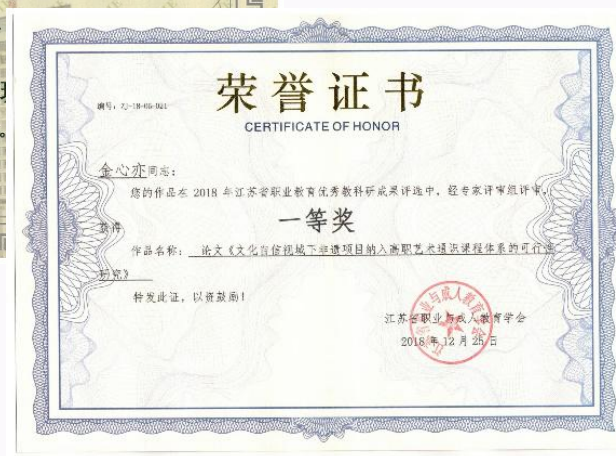 荣誉证书
CERTIFICATE OF HONOR
金心亦同志:
您的作品在 2018 年江苏省职业教育优秀教科研成果评选中,经专家评审组评审,
获得
一等奖
作品名称: 论文《文化自信视域下非遗项目纳入高职艺术通识课程体系的可行性
研究》
特发此证,以资鼓励!
江苏省职业与成人教育学会
2018 年 12 月 25 日